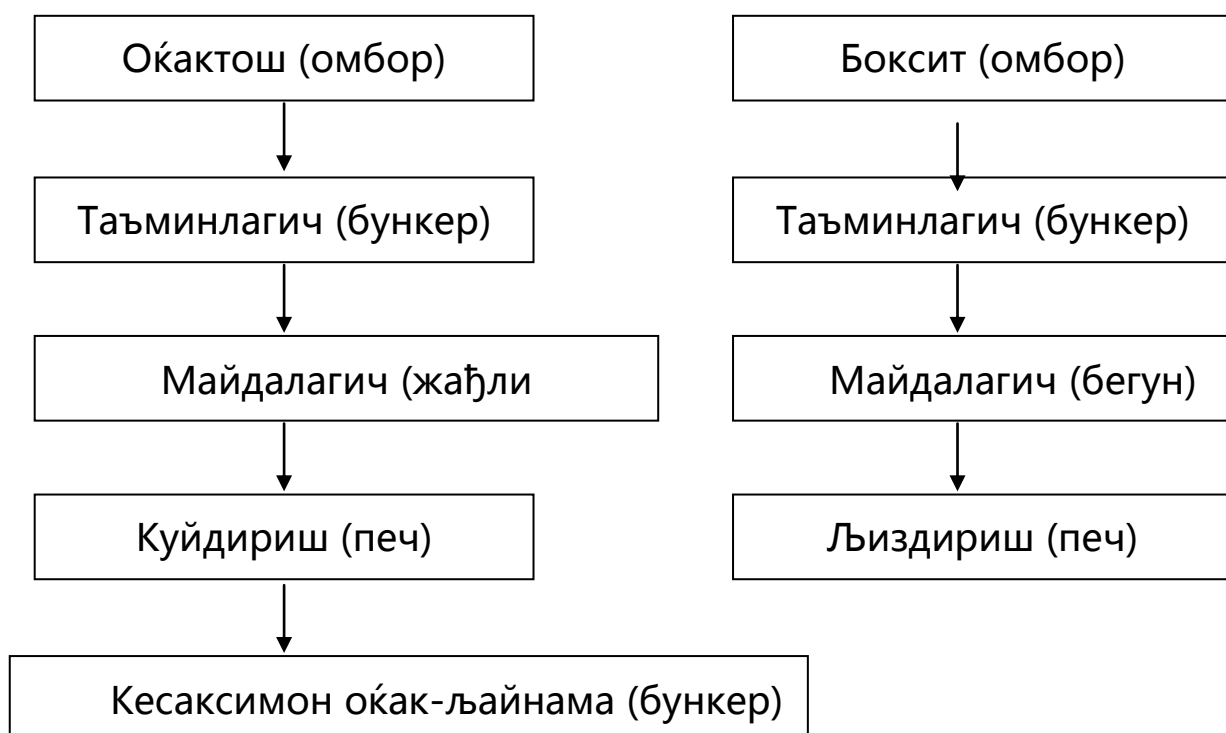 Оќактош (омбор)
Боксит (омбор)
Таъминлагич (бункер)
Таъминлагич (бункер)
Майдалагич (жађли
Майдалагич (бегун)
Куйдириш (печ)
Љиздириш (печ)
Кесаксимон оќак-љайнама (бункер)